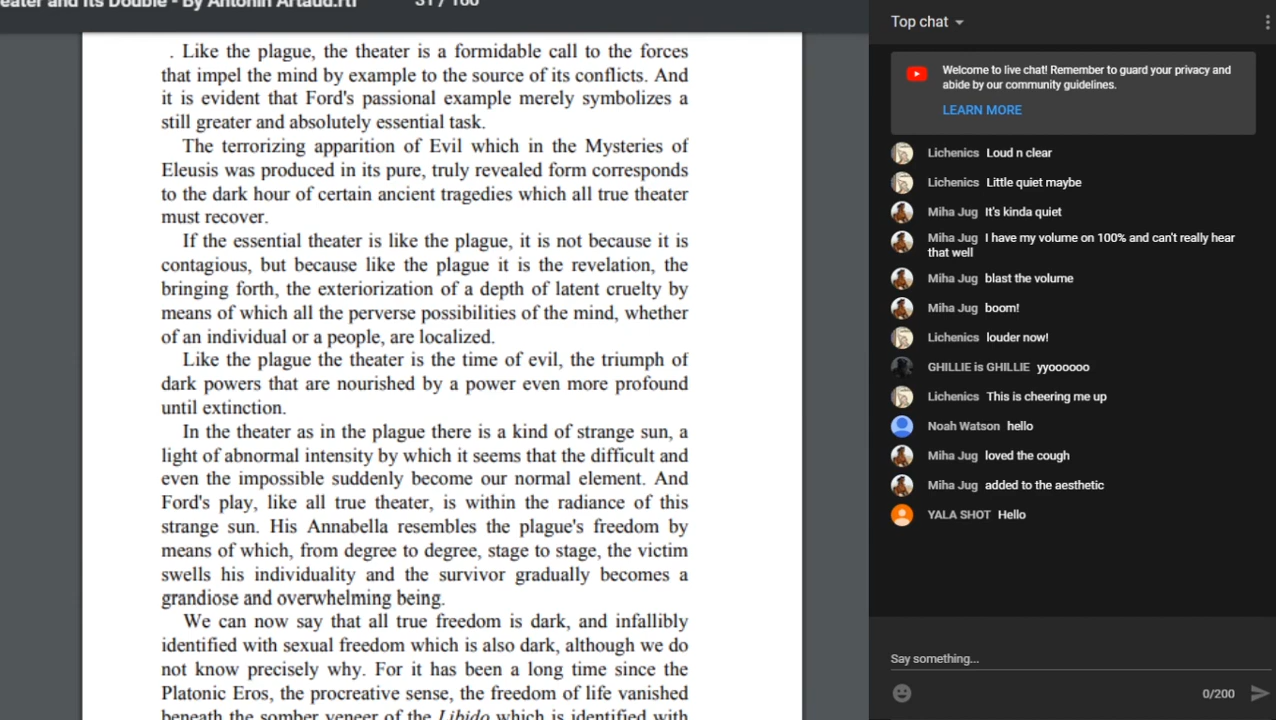 eater and Its Double - By Antonin Artaud.rtf
31 / 160
. Like the plague, the theater is a formidable call to the forces
that impel the mind by example to the source of its conflicts. And
it is evident that Ford's passional example merely symbolizes a
still greater and absolutely essential task.
The terrorizing apparition of Evil which in the Mysteries of
Eleusis was produced in its pure, truly revealed form corresponds
to the dark hour of certain ancient tragedies which all true theater
must recover.
If the essential theater is like the plague, it is not because it is
contagious, but because like the plague it is the revelation, the
bringing forth, the exteriorization of a depth of latent cruelty by
means of which all the perverse possibilities of the mind, whether
of an individual or a people, are localized.
Like the plague the theater is the time of evil, the triumph of
dark powers that are nourished by a power even more profound
until extinction.
In the theater as in the plague there is a kind of strange sun, a
light of abnormal intensity by which it seems that the difficult and
even the impossible suddenly become our normal element. And
Ford's play, like all true theater, is within the radiance of this
strange sun. His Annabella resembles the plague's freedom by
means of which, from degree to degree, stage to stage, the victim
swells his individuality and the survivor gradually becomes a
grandiose and overwhelming being.
We can now say that all true freedom is dark, and infallibly
identified with sexual freedom which is also dark, although we do
not know precisely why. For it has been a long time since the
Platonic Eros, the procreative sense, the freedom of life vanished
beneath the somber veneer of the Libido which is identified with
Top chat
Welcome to live chat! Remember to guard your privacy and
abide by our community guidelines.
LEARN MORE
Lichenics Loud n clear
Lichenics Little quiet maybe
Miha Jug It's kinda quiet
Miha Jug I have my volume on 100% and can't really hear
that well
Miha Jug blast the volume
Miha Jug boom!
Lichenics louder now!
GHILLIE is GHILLIE yyoooooo
Lichenics This is cheering me up
Noah Watson hello
Miha Jug loved the cough
Miha Jug added to the aesthetic
YALA SHOT Hello
Say something...
0/200